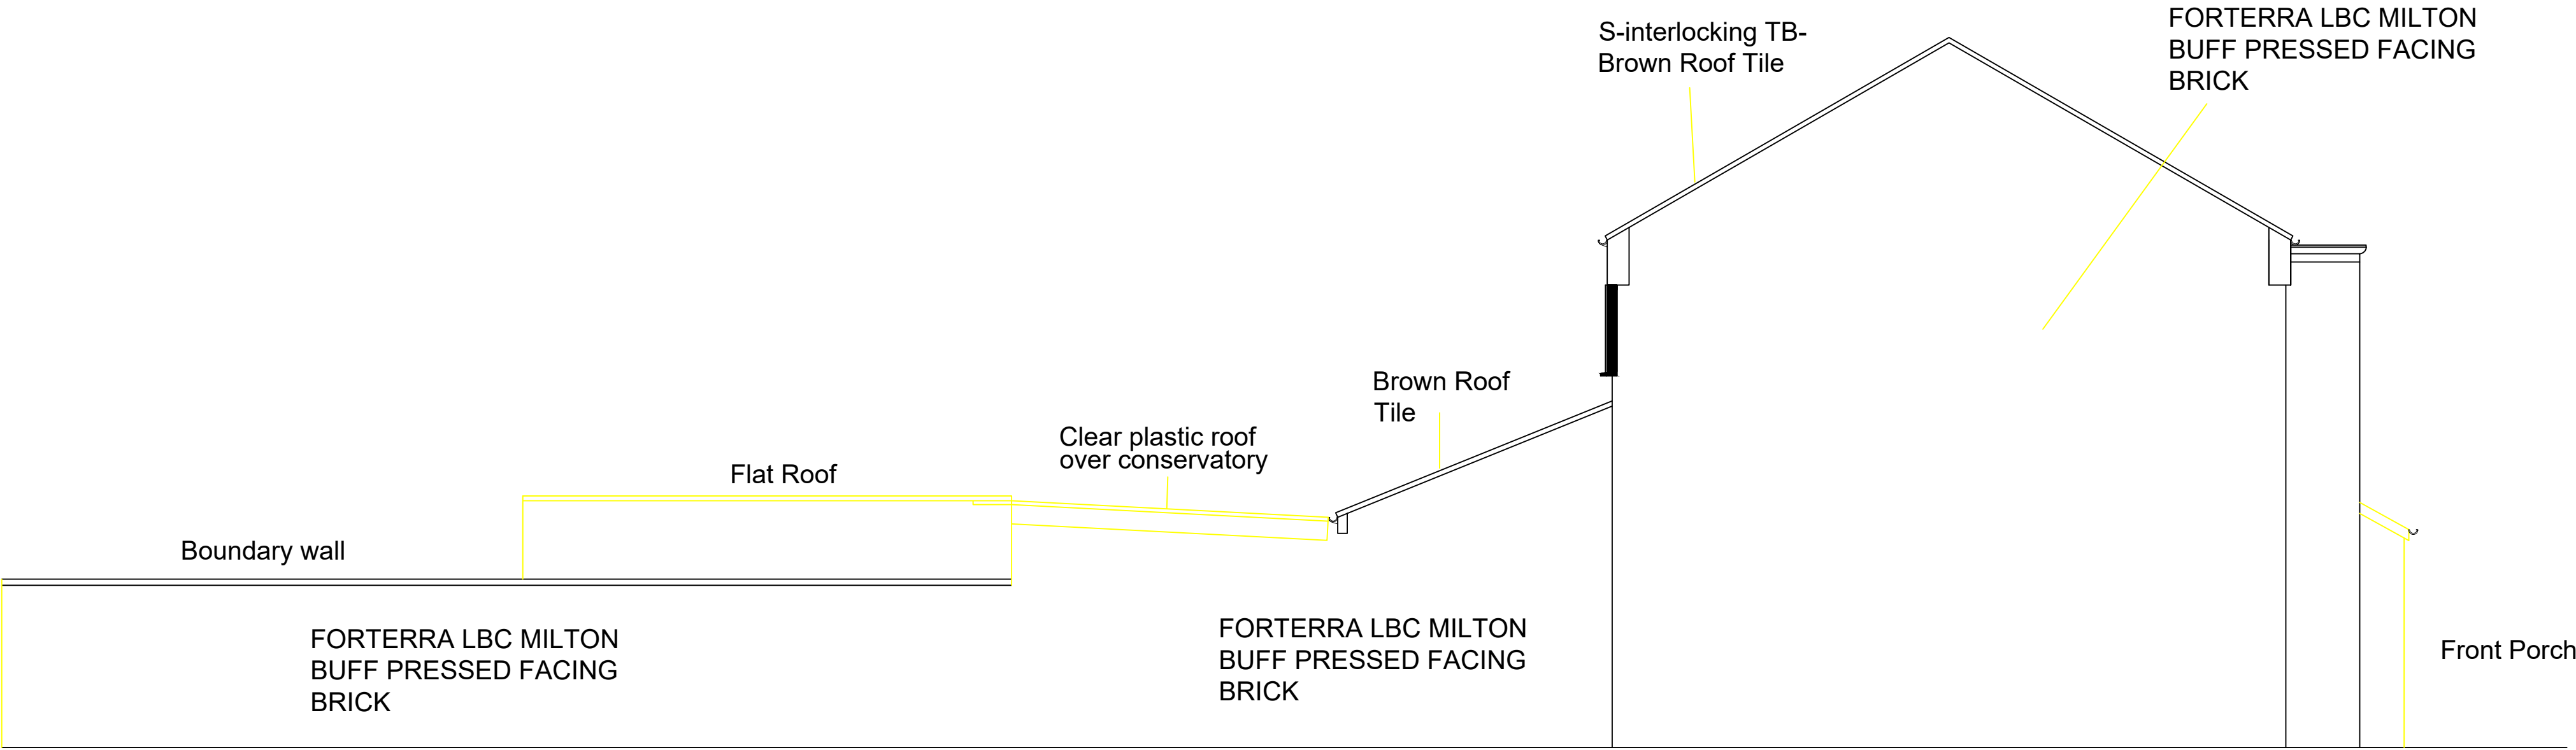 S-interlocking TB-
Brown Roof Tile
FORTERRA LBC MILTON
BUFF PRESSED FACING
BRICK
Brown Roof
Tile
Clear plastic roof
over conservatory
Flat Roof
Boundary wall
FORTERRA LBC MILTON
BUFF PRESSED FACING
BRICK
FORTERRA LBC MILTON
BUFF PRESSED FACING
BRICK
Front Porch